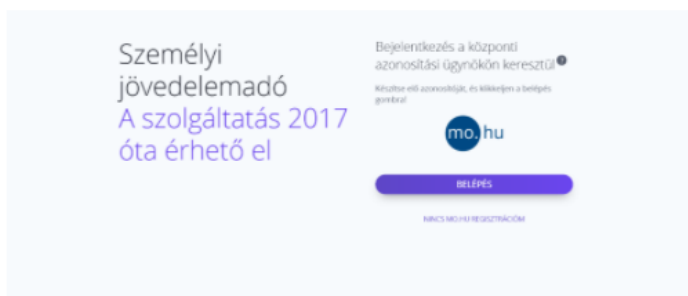 Személyi
jövedelemadó
A szolgáltatás 2017
óta érhető el
Bejelentkezés a központi
azonosítási ügynökön keresztül
Készítse elő azonosítóját, és klikkeljen a belépés
gombra!
mo.hu
BELÉPÉS
NINCS MO.HU REGISZTRÁCIÓM